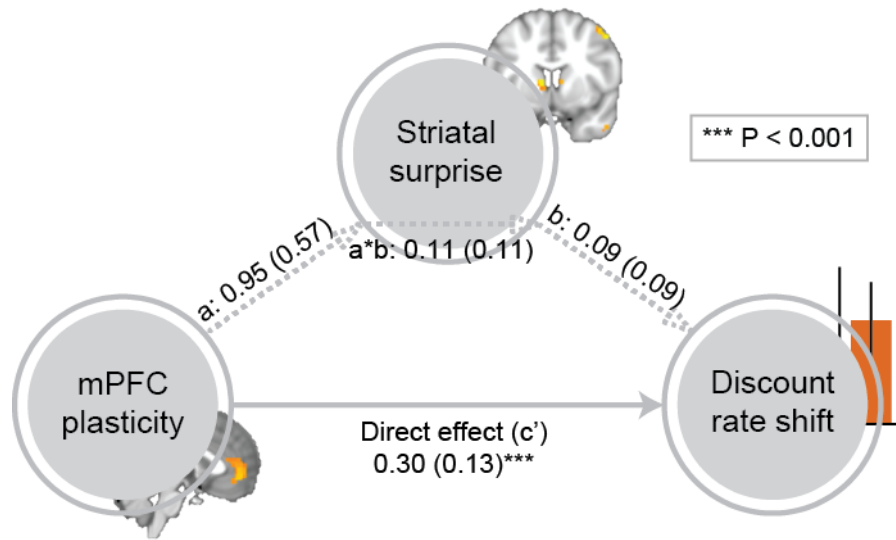 Striatal
surprise
*** P < 0.001
a: 0.95 (0.57)
a*b: 0.11 (0.11)
b: 0.09 (0.09)
mPFC
plasticity
Direct effect (c’)
0.30 (0.13)***
Discount
rate shift